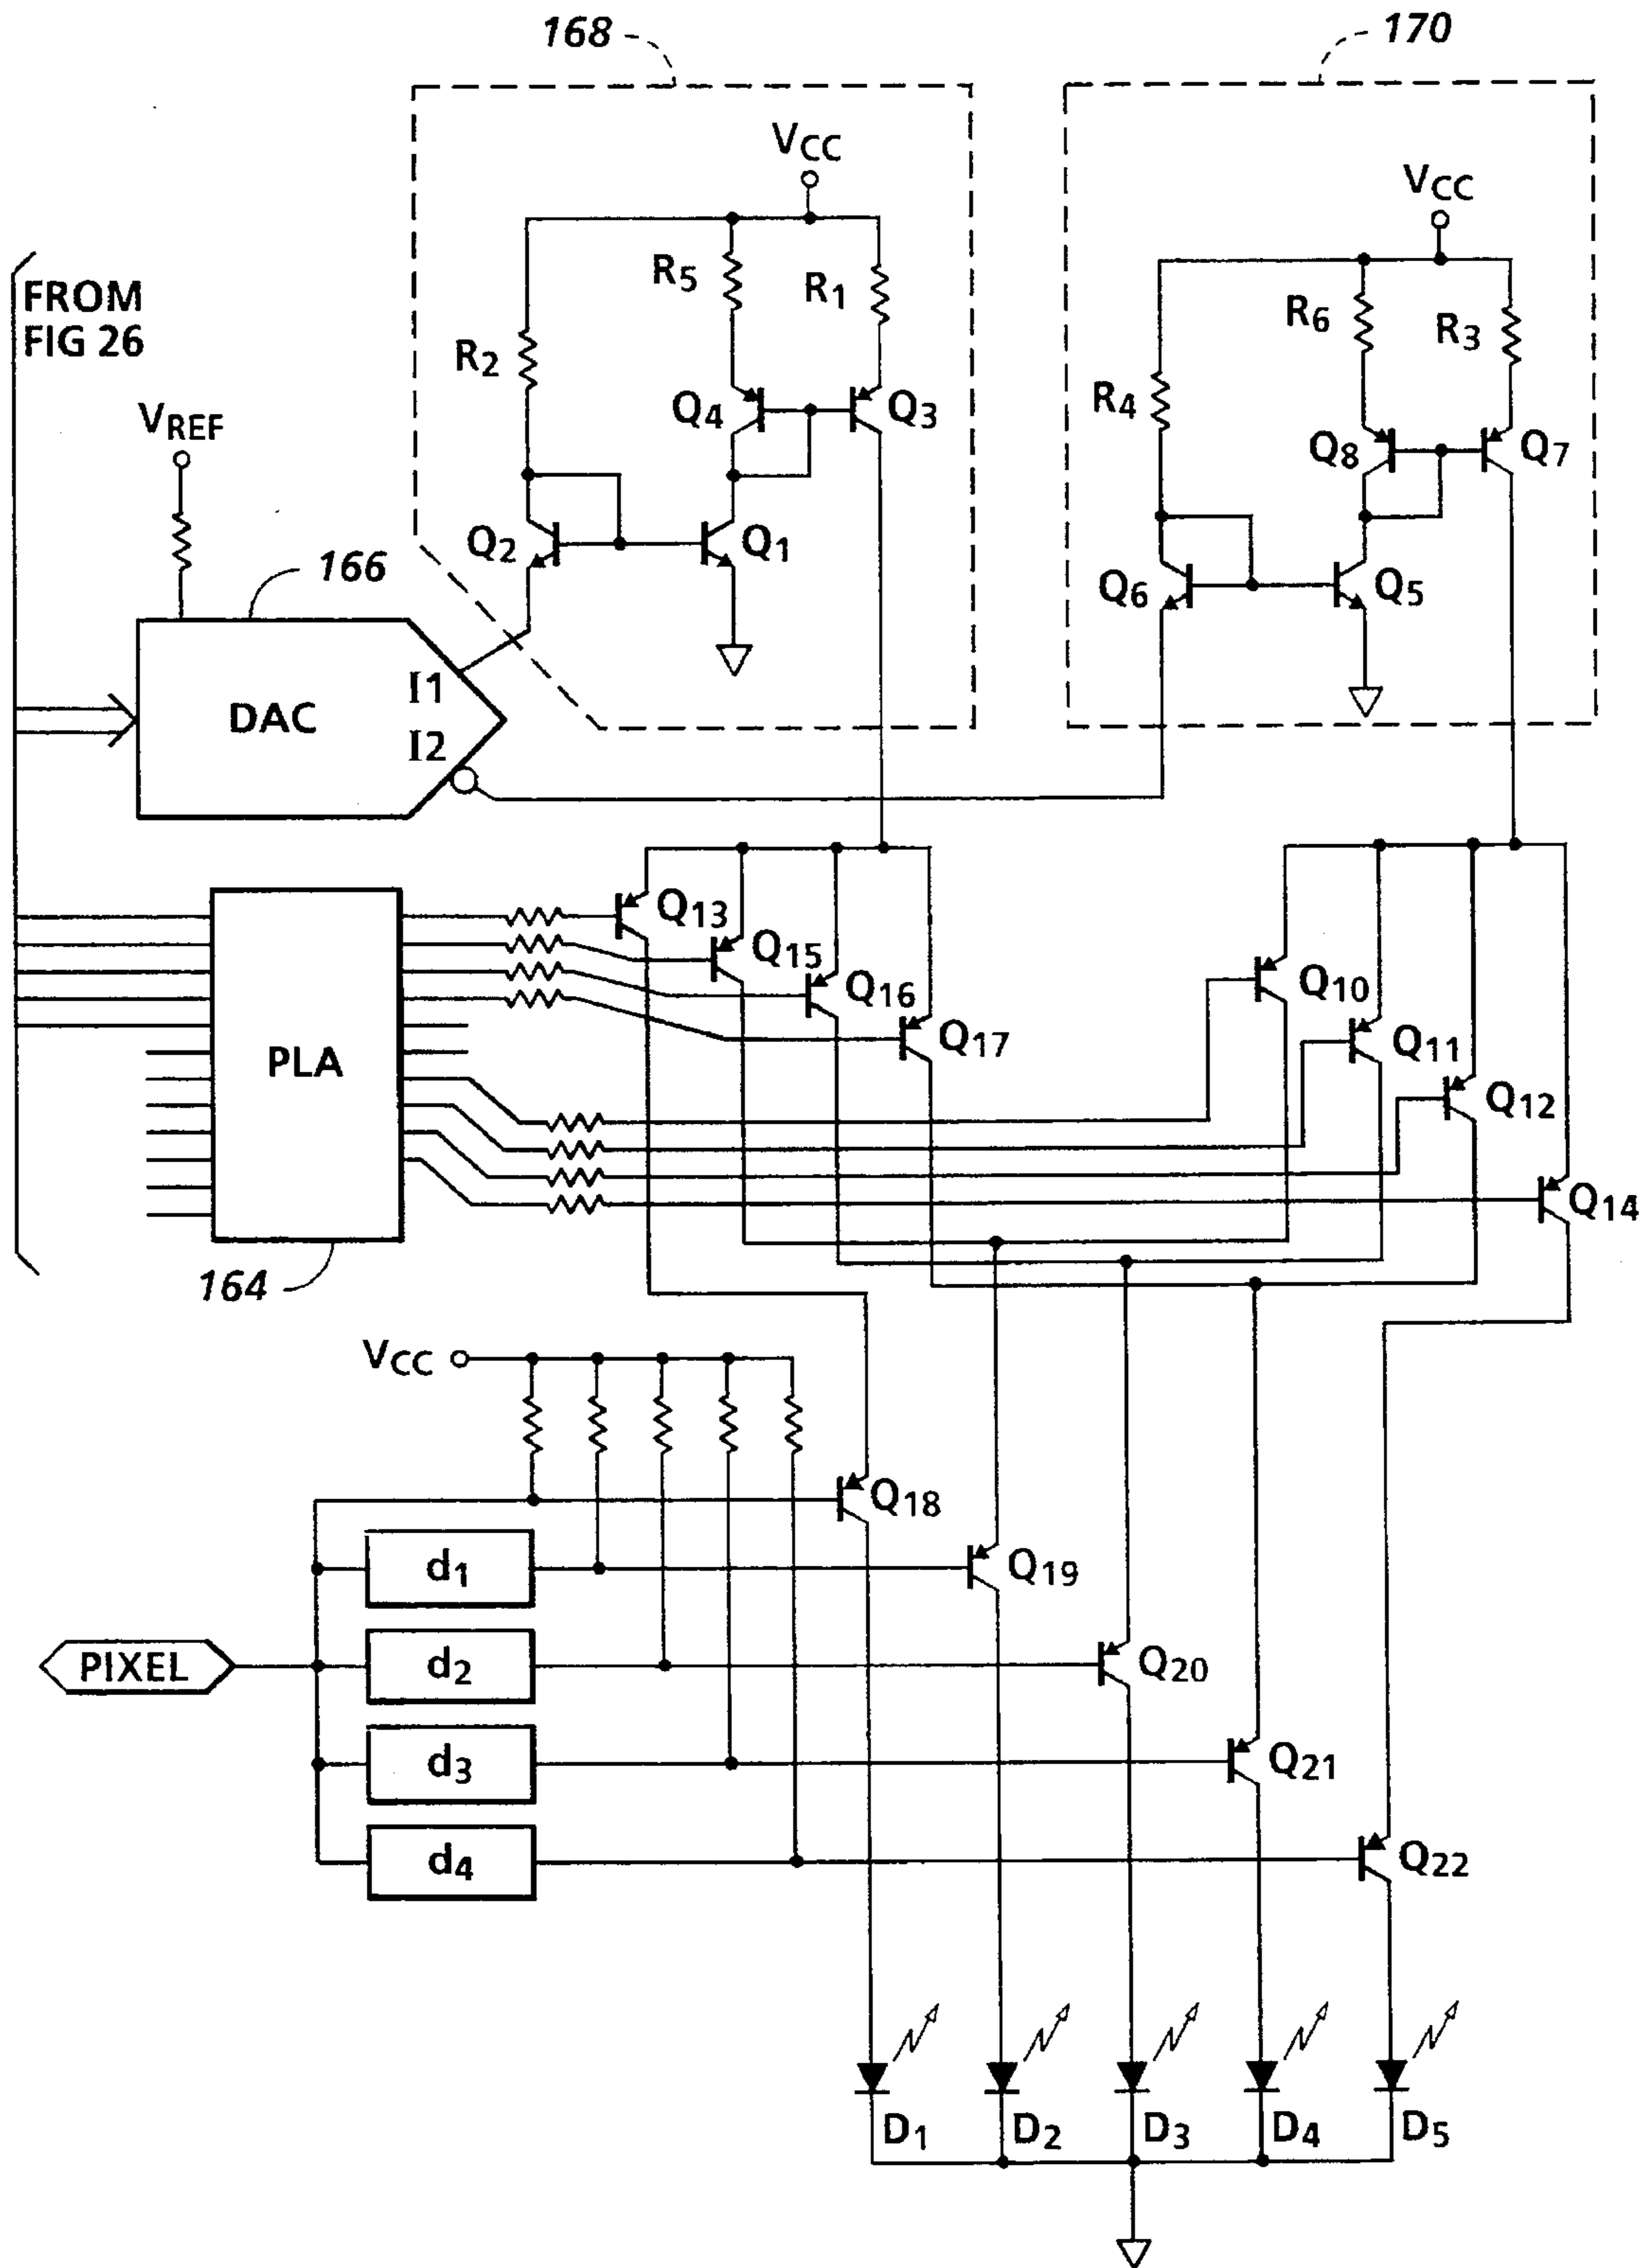 168
170
VCC
VCC
FROM
FIG 26
R5
R1
R6
R3
R2
R4
VREF
Q4
Q3
Q8
Q7
Q2
Q1
Q6
Q5
166
DAC
I1
I2
Q13
Q15
Q16
Q17
Q10
Q11
Q12
Q14
PLA
164
VCC
Q18
d1
Q19
PIXEL
d2
Q20
d3
Q21
d4
Q22
D1
D2
D3
D4
D5